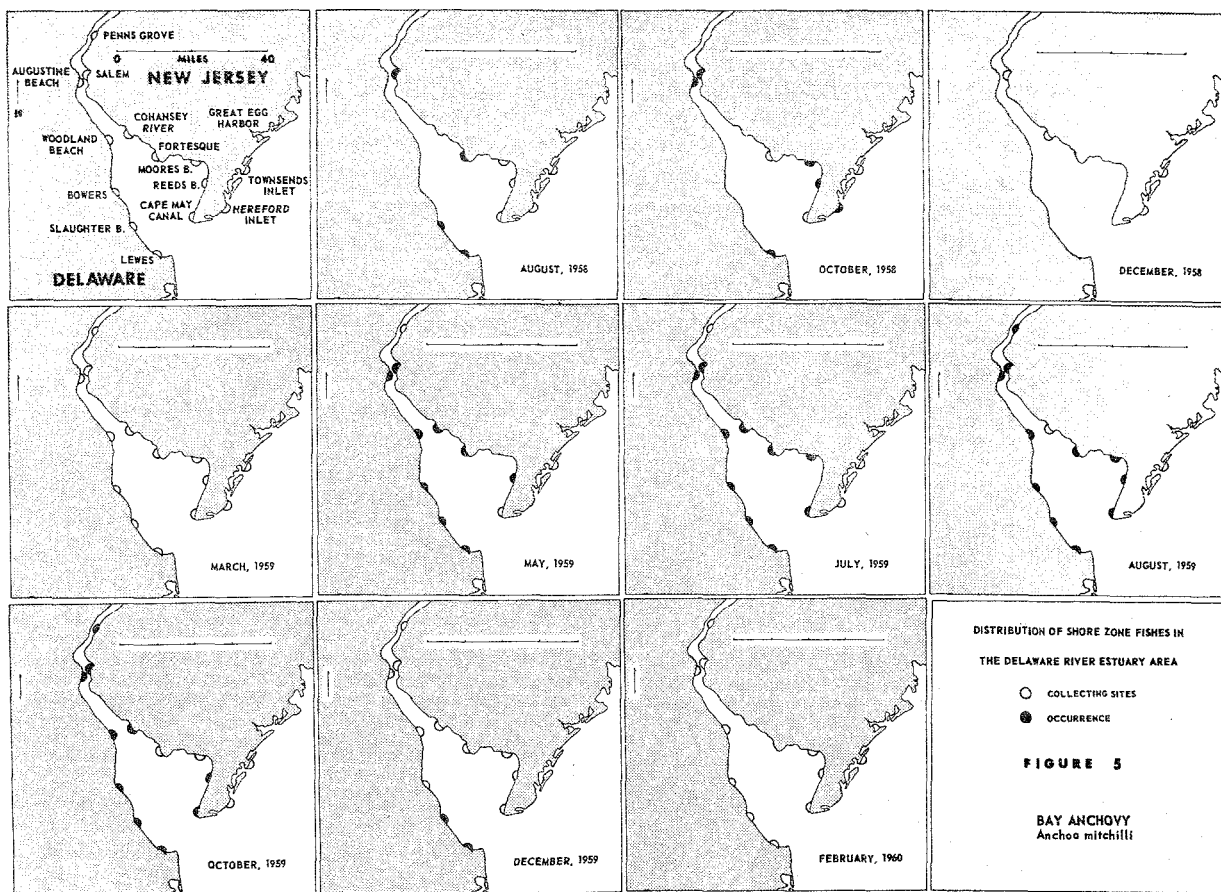 PENNS GROVE
0 MILES 40
AUGUSTINE BEACH
SALEM
NEW JERSEY
COHANSEY RIVER
GREAT EGG HARBOR
WOODLAND BEACH
FORTESQUE
MOORES B.
REEDS B.
TOWNSENDS INLET
BOWERS
CAPE MAY CANAL
HEREFORD INLET
SLAUGHTER B.
LEWES
DELAWARE
AUGUST, 1958
OCTOBER, 1958
DECEMBER, 1958
MARCH, 1959
MAY, 1959
JULY, 1959
AUGUST, 1959
OCTOBER, 1959
DECEMBER, 1959
FEBRUARY, 1960
DISTRIBUTION OF SHORE ZONE FISHES IN
THE DELAWARE RIVER ESTUARY AREA
COLLECTING SITES
OCCURRENCE
FIGURE 5
BAY ANCHOVY
Anchoa mitchilli